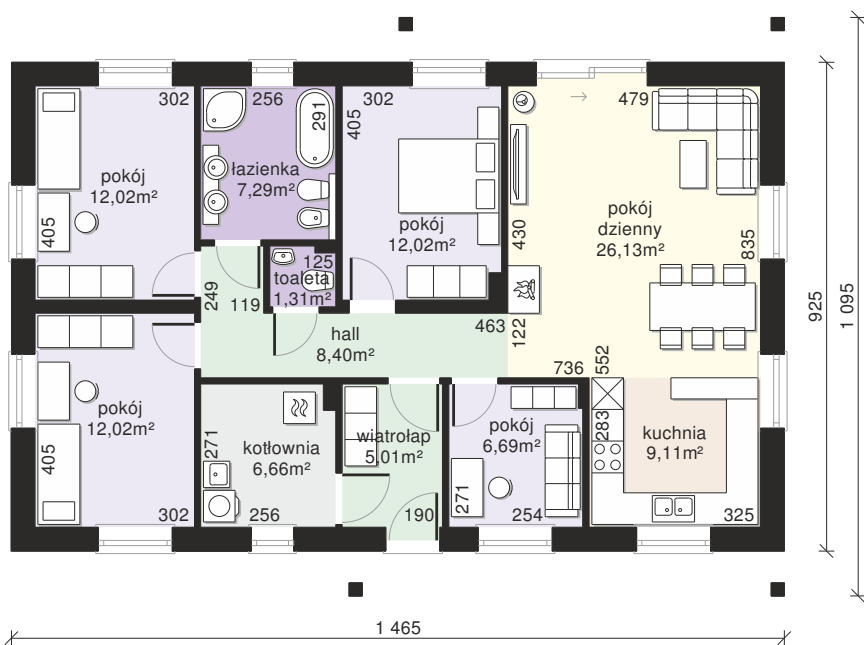 302
256
302
479
405
291
łazienka
7,29m²
pokój
12,02m²
pokój
12,02m²
pokój
dzienny
26,13m²
430
835
405
125
toaleta
1,31m²
249
119
hall
8,40m²
463
122
736
552
925
1 095
pokój
12,02m²
405
302
271
kotłownia
6,66m²
256
wiatrołap
5,01m²
190
pokój
6,69m²
271
254
283
kuchnia
9,11m²
325
1 465